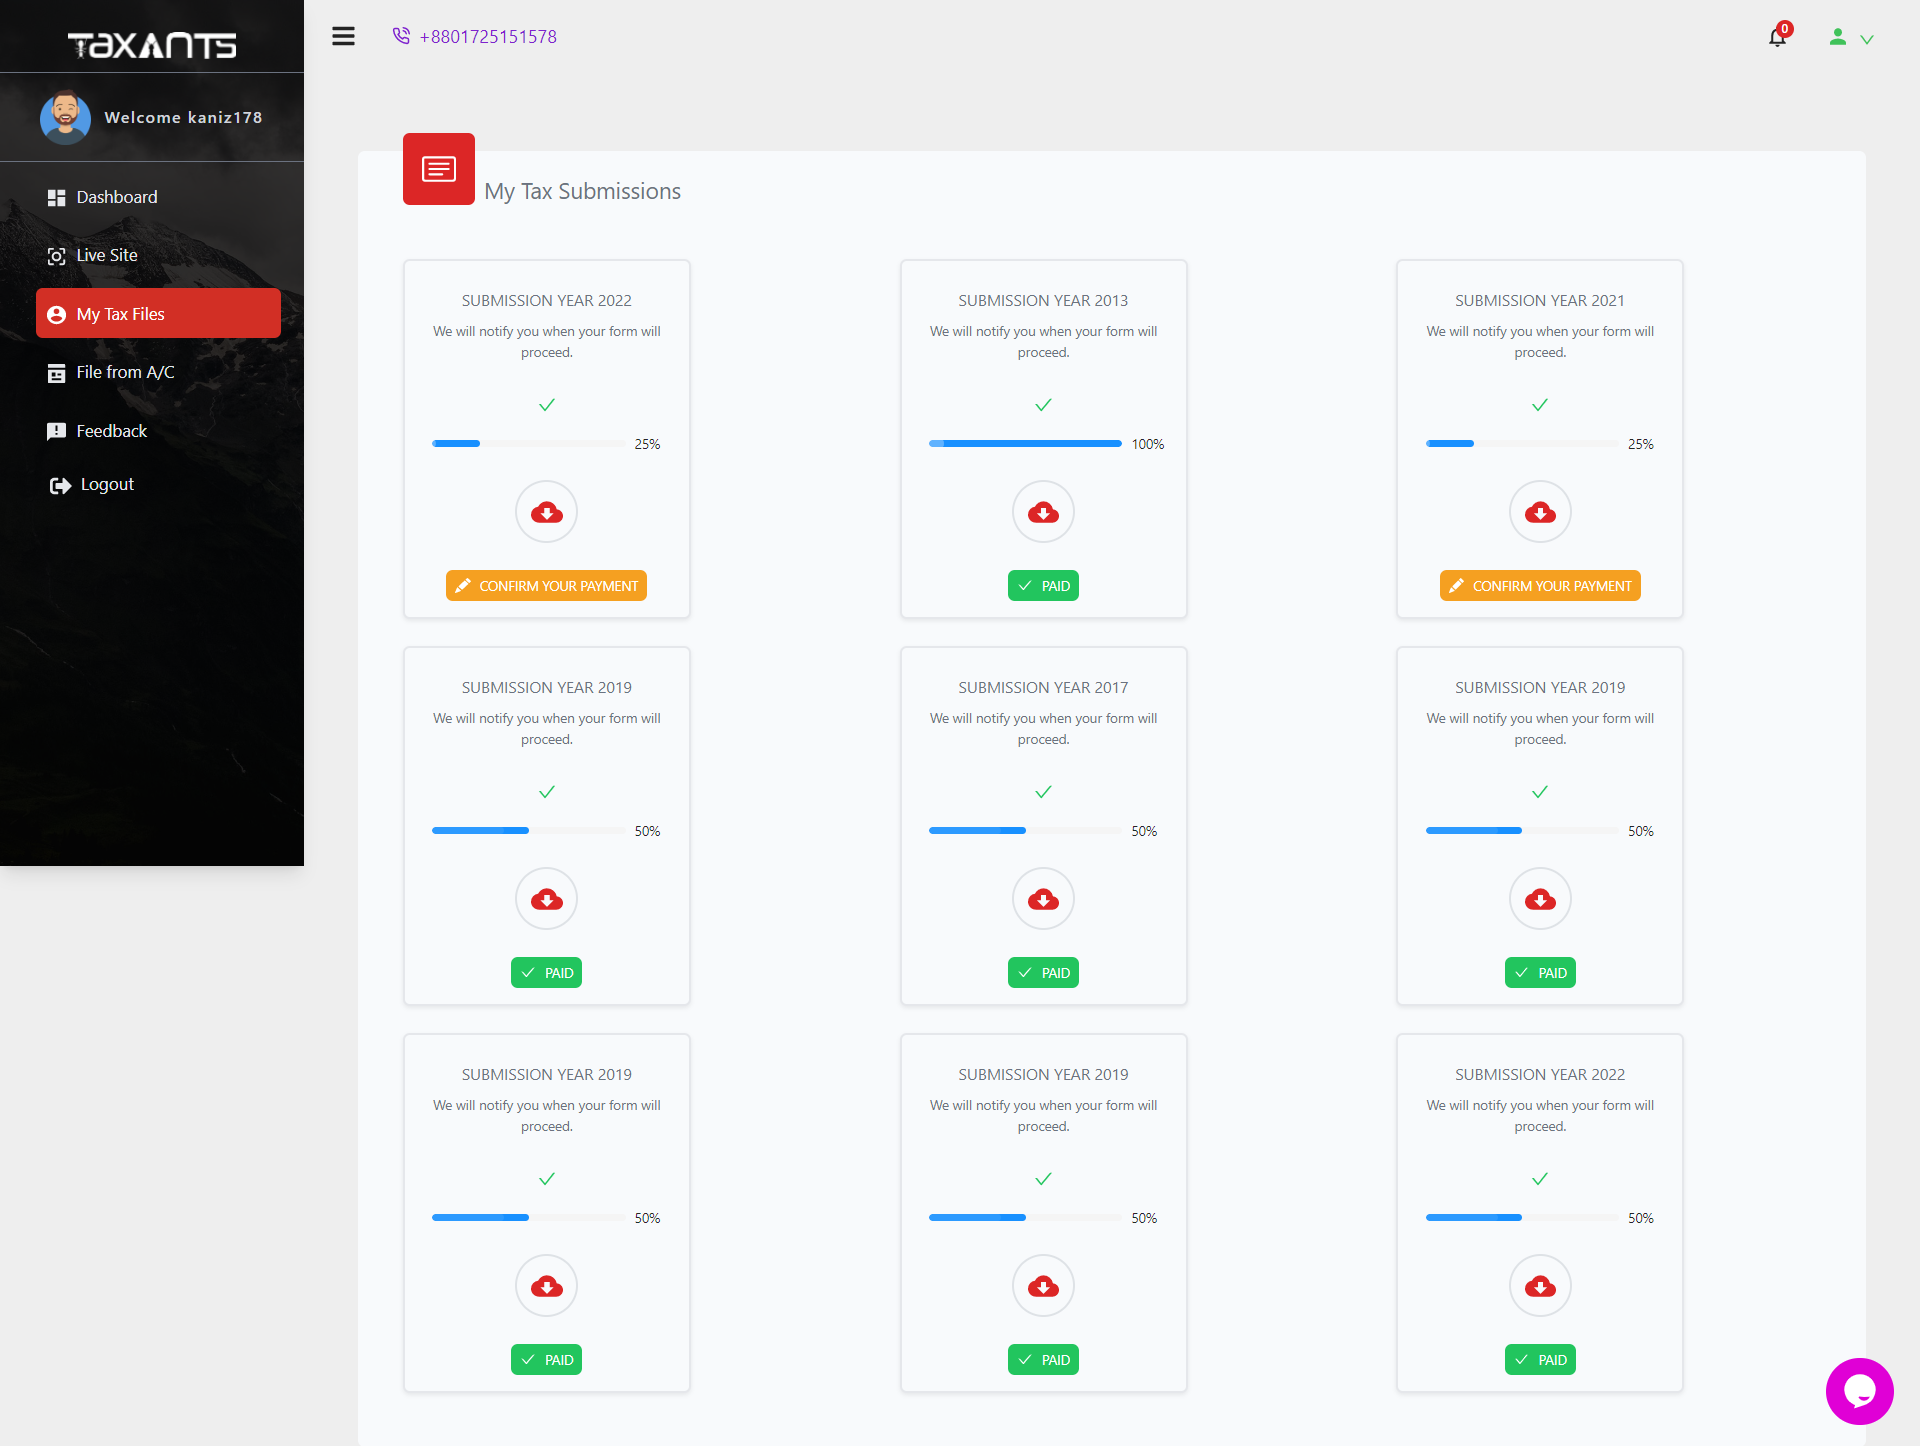 TAXANTS
Welcome kaniz178
Dashboard
Live Site
My Tax Files
File from A/C
Feedback
Logout
+8801725151578
0
My Tax Submissions
SUBMISSION YEAR 2022
We will notify you when your form will
proceed.
25%
CONFIRM YOUR PAYMENT
SUBMISSION YEAR 2013
We will notify you when your form will
proceed.
100%
PAID
SUBMISSION YEAR 2021
We will notify you when your form will
proceed.
25%
CONFIRM YOUR PAYMENT
SUBMISSION YEAR 2019
We will notify you when your form will
proceed.
50%
PAID
SUBMISSION YEAR 2017
We will notify you when your form will
proceed.
50%
PAID
SUBMISSION YEAR 2019
We will notify you when your form will
proceed.
50%
PAID
SUBMISSION YEAR 2019
We will notify you when your form will
proceed.
50%
PAID
SUBMISSION YEAR 2019
We will notify you when your form will
proceed.
50%
PAID
SUBMISSION YEAR 2022
We will notify you when your form will
proceed.
50%
PAID